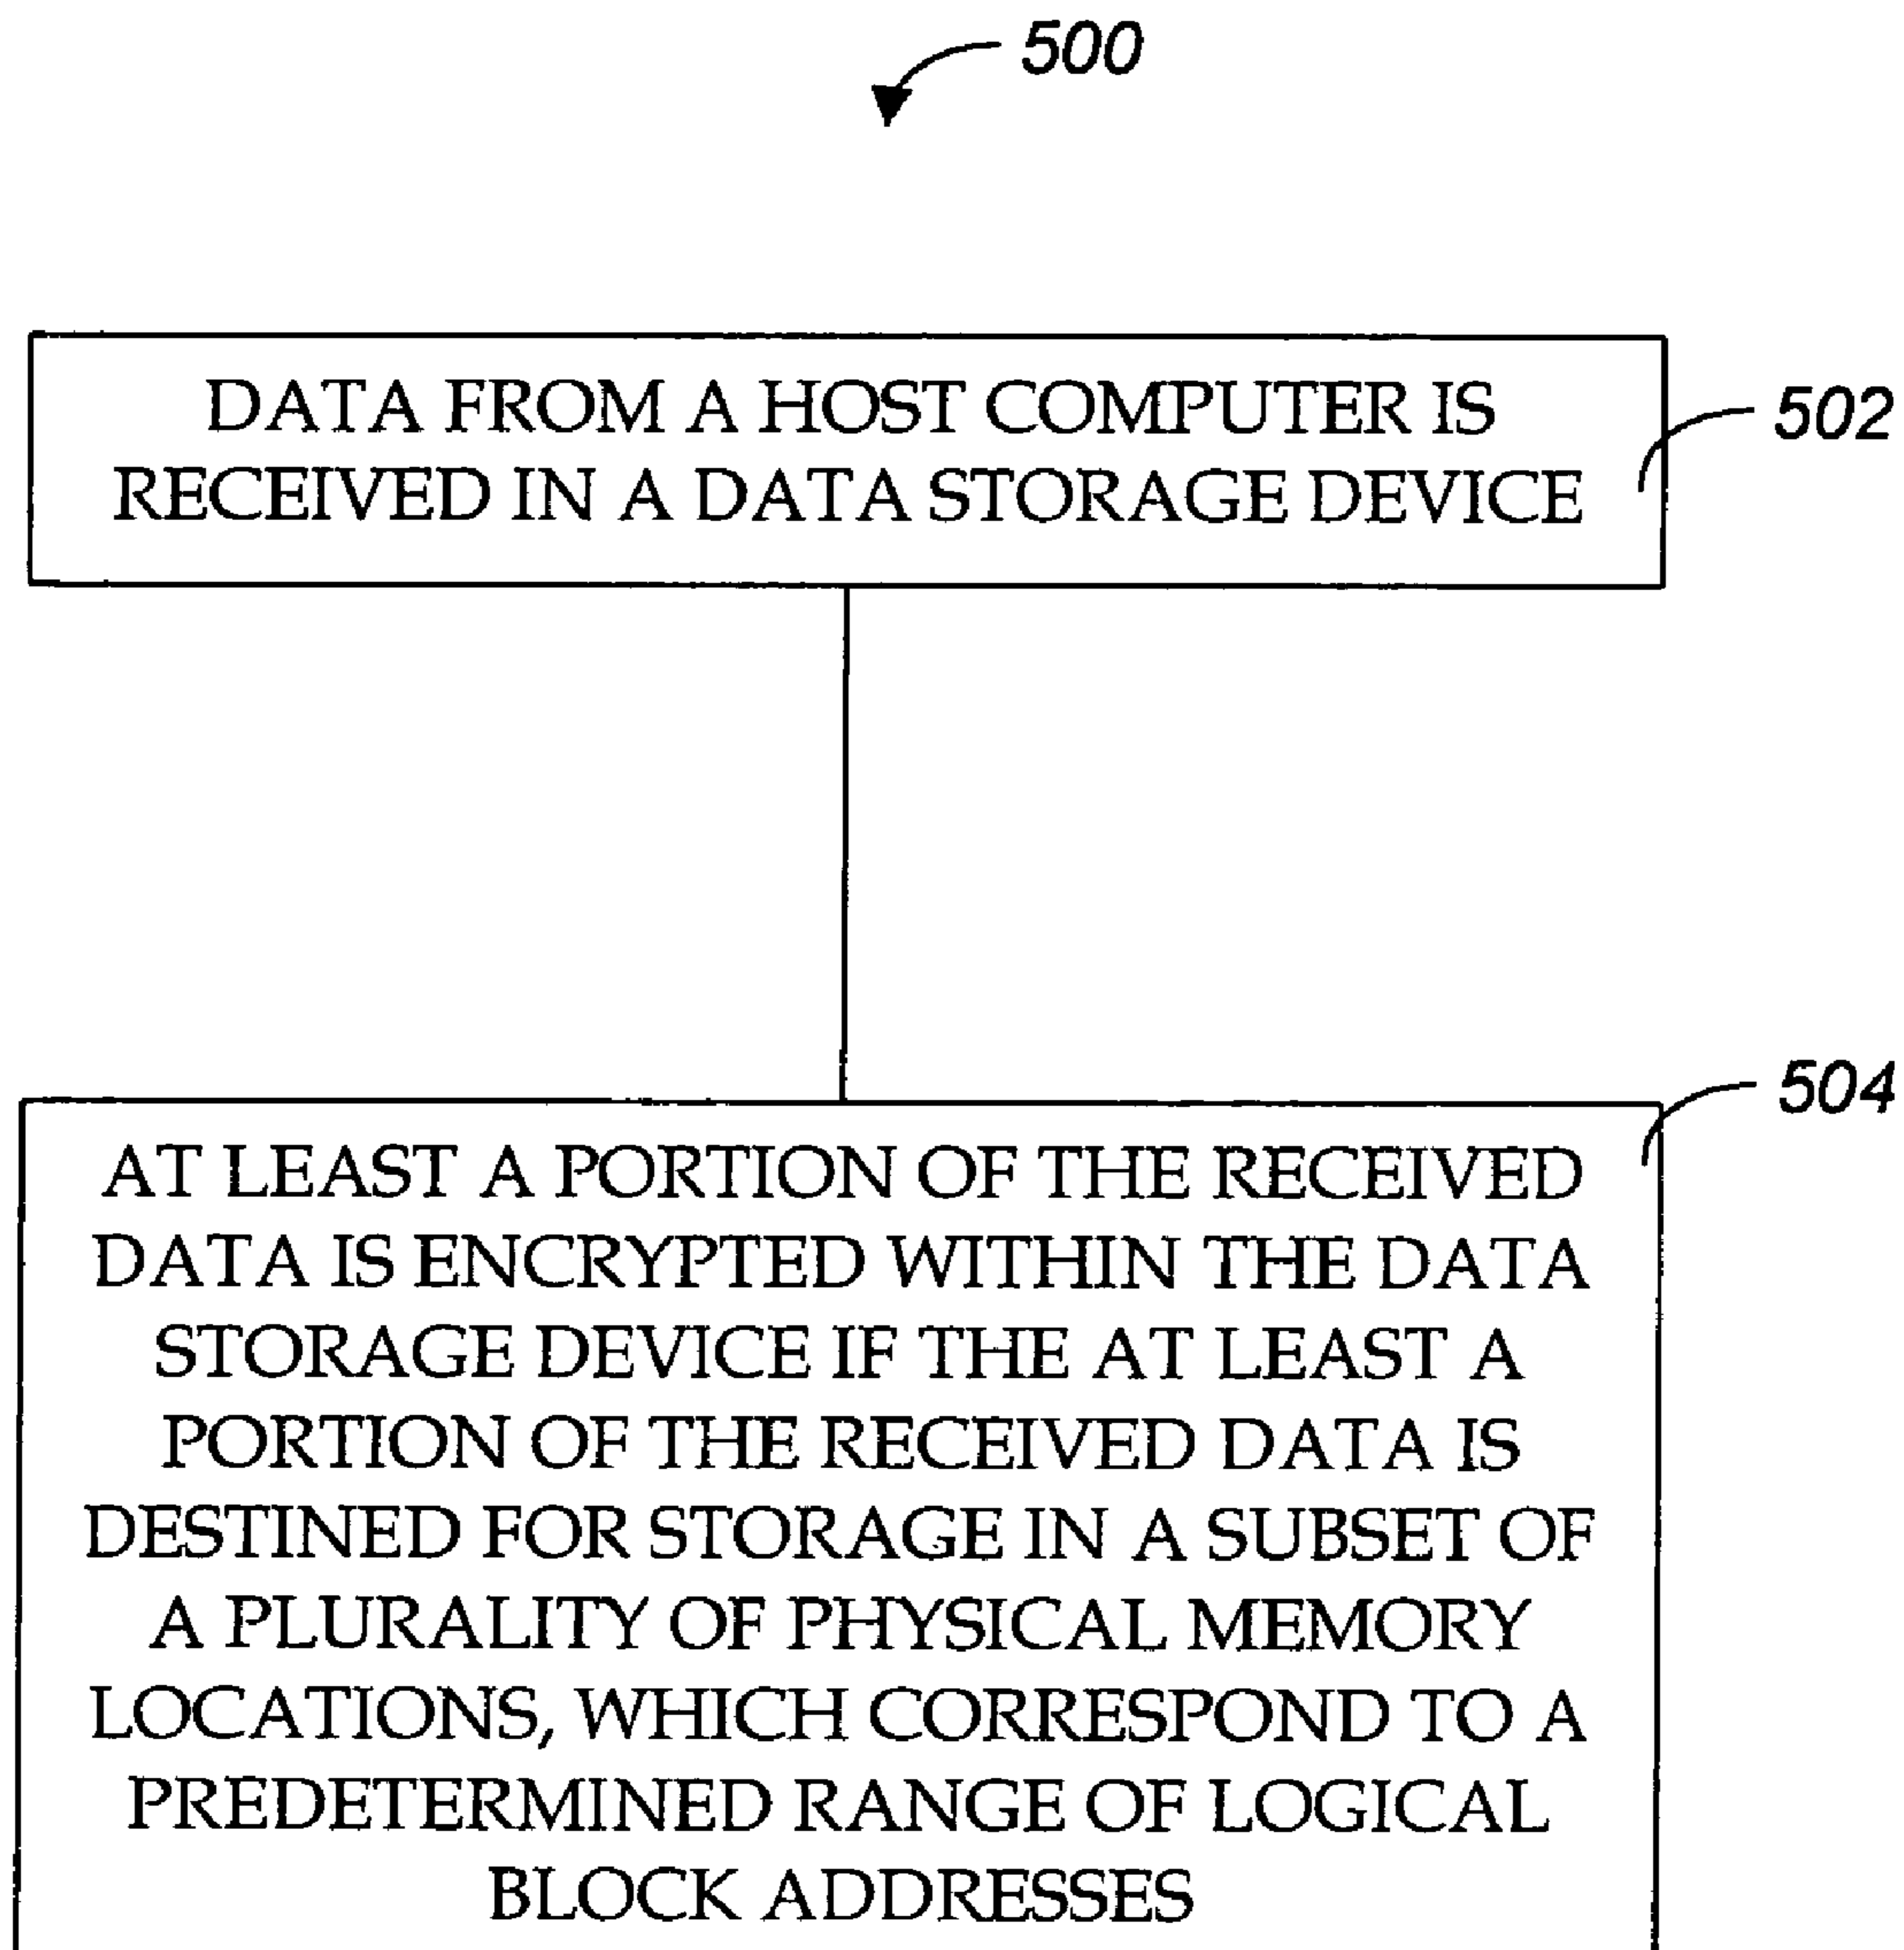 500
DATA FROM A HOST COMPUTER IS
RECEIVED IN A DATA STORAGE DEVICE
502
504
AT LEAST A PORTION OF THE RECEIVED
DATA IS ENCRYPTED WITHIN THE DATA
STORAGE DEVICE IF THE AT LEAST A
PORTION OF THE RECEIVED DATA IS
DESTINED FOR STORAGE IN A SUBSET OF
A PLURALITY OF PHYSICAL MEMORY
LOCATIONS, WHICH CORRESPOND TO A
PREDETERMINED RANGE OF LOGICAL
BLOCK ADDRESSES